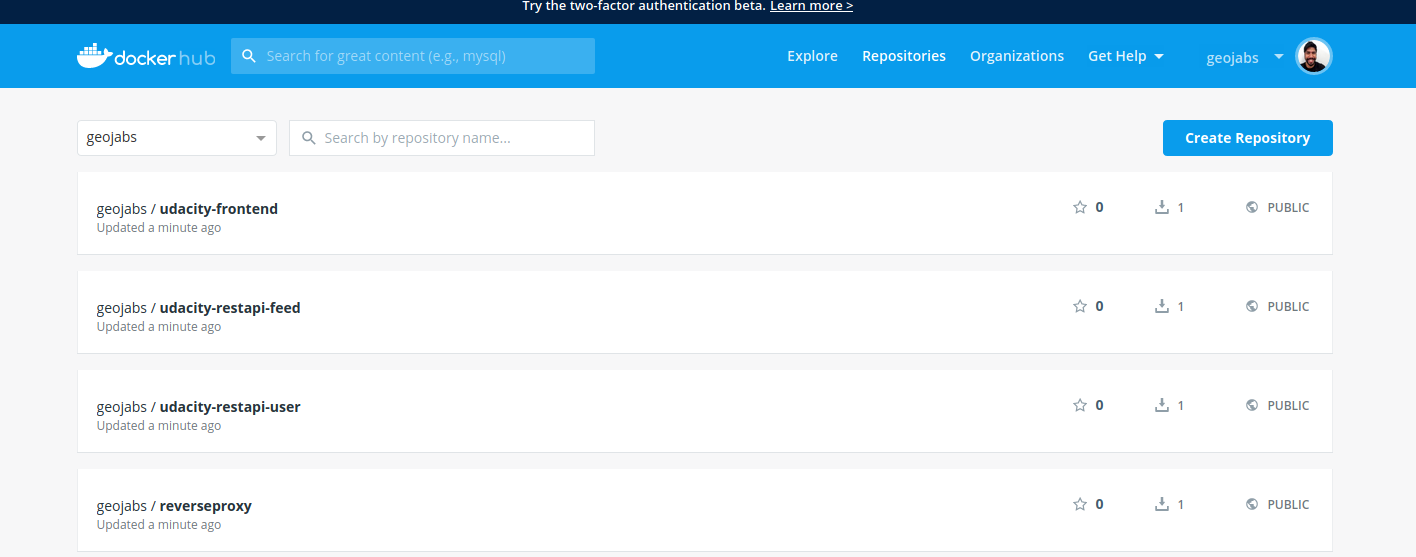 Try the two-factor authentication beta. Learn more >
docker hub
Search for great content (e.g., mysql)
Explore Repositories Organizations Get Help geojabs
geojabs
Search by repository name...
Create Repository
geojabs / udacity-frontend 0 1 PUBLIC
Updated a minute ago
geojabs / udacity-restapi-feed 0 1 PUBLIC
Updated a minute ago
geojabs / udacity-restapi-user 0 1 PUBLIC
Updated a minute ago
geojabs / reverseproxy 0 1 PUBLIC
Updated a minute ago